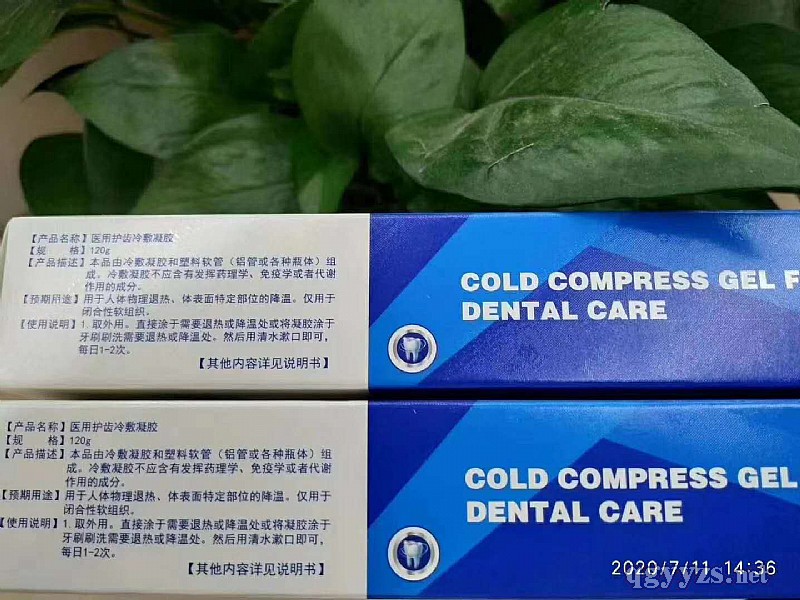 【产品名称】医用护齿冷敷凝胶
【规　　格】120g
【产品描述】本品由冷敷凝胶和塑料软管（铝管或各种瓶体）组
成。冷敷凝胶不应含有发挥药理学、免疫学或者代谢
作用的成分。
【预期用途】用于人体物理退热、体表面特定部位的降温。仅用于
闭合性软组织。
【使用说明】1.取外用。直接涂于需要退热或降温处或将凝胶涂于
牙刷刷洗需要退热或降温处。然后用清水漱口即可，
每日1-2次。
【其他内容详见说明书】
COLD COMPRESS GEL F
DENTAL CARE
【产品名称】医用护齿冷敷凝胶
【规　　格】120g
【产品描述】本品由冷敷凝胶和塑料软管（铝管或各种瓶体）组
成。冷敷凝胶不应含有发挥药理学、免疫学或者代谢
作用的成分。
【预期用途】用于人体物理退热、体表面特定部位的降温。仅用于
闭合性软组织。
【使用说明】1.取外用。直接涂于需要退热或降温处或将凝胶涂于
牙刷刷洗需要退热或降温处。然后用清水漱口即可，
每日1-2次。
【其他内容详见说明书】
COLD COMPRESS GEL
DENTAL CARE
2020/7/11 14:36
qgyyzs.net